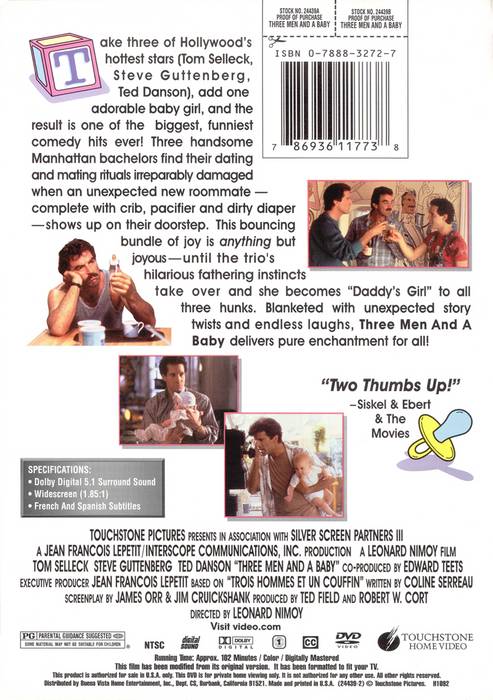 STOCK NO. 24439A
PROOF OF PURCHASE
THREE MEN AND A BABY
STOCK NO. 24439B
PROOF OF PURCHASE
THREE MEN AND A BABY
ISBN 0-7888-3272-7
7 86936 11773 8
Take three of Hollywood's
hottest stars (Tom Selleck,
Steve Guttenberg,
Ted Danson), add one
adorable baby girl, and the
result is one of the biggest, funniest
comedy hits ever! Three handsome
Manhattan bachelors find their dating
and mating rituals irreparably damaged
when an unexpected new roommate —
complete with crib, pacifier and dirty diaper
—shows up on their doorstep. This bouncing
bundle of joy is anything but
joyous—until the trio's
hilarious fathering instincts
take over and she becomes "Daddy's Girl" to all
three hunks. Blanketed with unexpected story
twists and endless laughs, Three Men And A
Baby delivers pure enchantment for all!
"Two Thumbs Up!"
–Siskel & Ebert
& The
Movies
SPECIFICATIONS:
• Dolby Digital 5.1 Surround Sound
• Widescreen (1.85:1)
• French And Spanish Subtitles
TOUCHSTONE PICTURES PRESENTS IN ASSOCIATION WITH SILVER SCREEN PARTNERS III
A JEAN FRANCOIS LEPETIT/INTERSCOPE COMMUNICATIONS, INC. PRODUCTION A LEONARD NIMOY FILM
TOM SELLECK STEVE GUTTENBERG TED DANSON "THREE MEN AND A BABY" CO-PRODUCED BY EDWARD TEETS
EXECUTIVE PRODUCER JEAN FRANCOIS LEPETIT BASED ON "TROIS HOMMES ET UN COUFFIN" WRITTEN BY COLINE SERREAU
SCREENPLAY BY JAMES ORR & JIM CRUICKSHANK PRODUCED BY TED FIELD AND ROBERT W. CORT
DIRECTED BY LEONARD NIMOY
Visit video.com
PG PARENTAL GUIDANCE SUGGESTED
SOME MATERIAL MAY NOT BE SUITABLE FOR CHILDREN
NTSC
digital sound
DOLBY DIGITAL
1
CC
DVD VIDEO
TOUCHSTONE
HOME VIDEO
Running Time: Approx. 102 Minutes / Color / Digitally Mastered
This film has been modified from its original version. It has been formatted to fit your TV.
This product is authorized for sale in U.S.A. only. This DVD is for private home viewing only. It is not authorized for any other use. All other rights reserved.
Distributed by Buena Vista Home Entertainment, Inc., Dept. CS, Burbank, California 91521. Made and printed in U.S.A. (24439-2) © Touchstone Pictures.